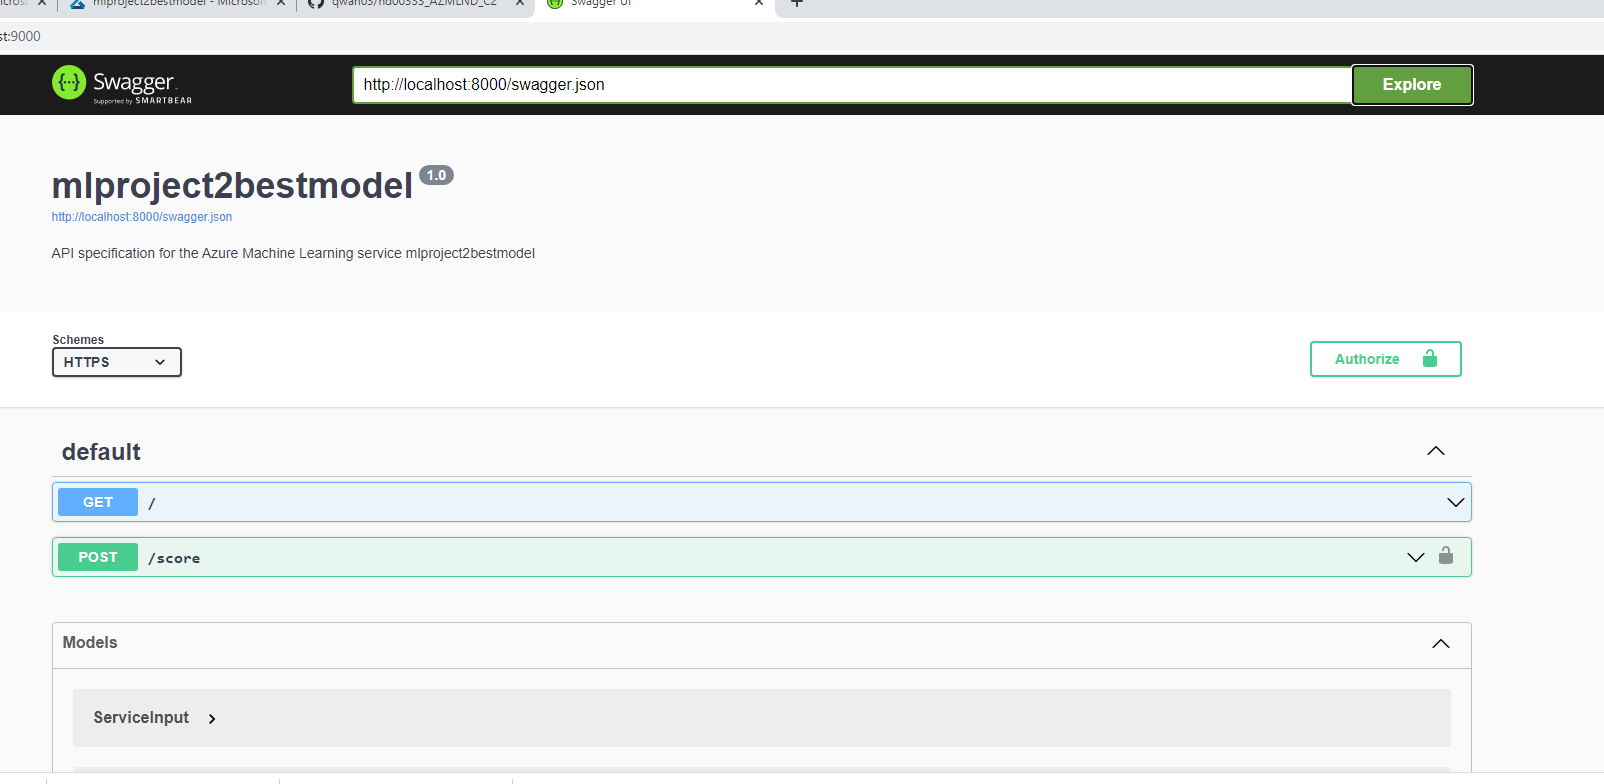 mlproject2bestmodel - Microsoft
qwan03/nd00333_AZMLND_C2
Swagger UI
st:9000
Swagger
Supported by SMARTBEAR
http://localhost:8000/swagger.json
Explore
mlproject2bestmodel 1.0
http://localhost:8000/swagger.json
API specification for the Azure Machine Learning service mlproject2bestmodel
Schemes
HTTPS
Authorize
default
GET /
POST /score
Models
ServiceInput